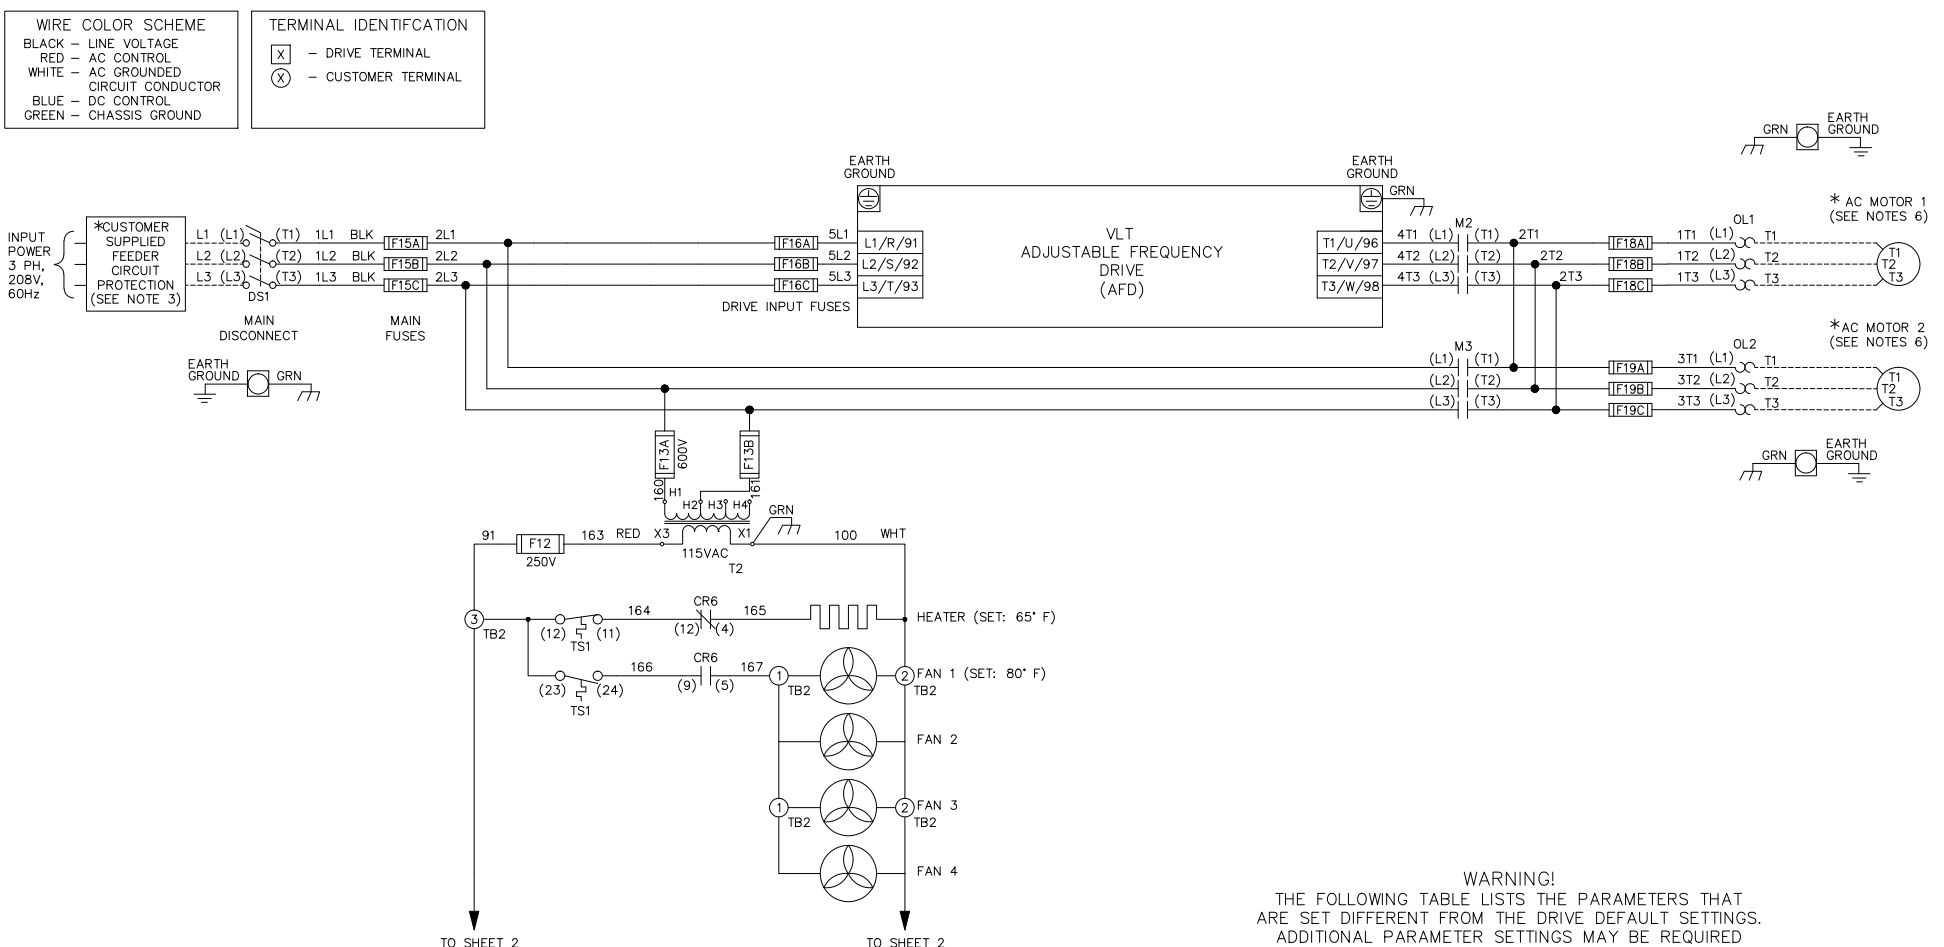 WIRE COLOR SCHEME
BLACK – LINE VOLTAGE
RED – AC CONTROL
WHITE – AC GROUNDED
CIRCUIT CONDUCTOR
BLUE – DC CONTROL
GREEN – CHASSIS GROUND
TERMINAL IDENTIFCATION
X – DRIVE TERMINAL
X – CUSTOMER TERMINAL
INPUT
POWER
3 PH,
208V,
60Hz
*CUSTOMER
SUPPLIED
FEEDER
CIRCUIT
PROTECTION
(SEE NOTE 3)
L1 (L1) (T1) 1L1 BLK F15A 2L1
L2 (L2) (T2) 1L2 BLK F15B 2L2
L3 (L3) (T3) 1L3 BLK F15C 2L3
DS1
MAIN
DISCONNECT
MAIN
FUSES
EARTH
GROUND GRN
F16A 5L1 L1/R/91
F16B 5L2 L2/S/92
F16C 5L3 L3/T/93
DRIVE INPUT FUSES
EARTH
GROUND
VLT
ADJUSTABLE FREQUENCY
DRIVE
(AFD)
EARTH
GROUND
GRN
M2
T1/U/96 4T1 (L1) (T1) 2T1 F18A 1T1 (L1) T1
T2/V/97 4T2 (L2) (T2) 2T2 F18B 1T2 (L2) T2
T3/W/98 4T3 (L3) (T3) 2T3 F18C 1T3 (L3) T3
OL1
GRN
EARTH
GROUND
* AC MOTOR 1
(SEE NOTES 6)
T1
T2
T3
M3
(L1) (T1) F19A 3T1 (L1) T1
(L2) (T2) F19B 3T2 (L2) T2
(L3) (T3) F19C 3T3 (L3) T3
OL2
*AC MOTOR 2
(SEE NOTES 6)
T1
T2
T3
GRN
EARTH
GROUND
F13A
600V
F13B
160
161
H1
H2 H3 H4
GRN
91 F12 163 RED X3 X1 100 WHT
250V
115VAC
T2
3
TB2
(12) (11)
TS1
164
CR6
(12) (4)
165
HEATER (SET: 65° F)
(23) (24)
TS1
166
CR6
(9) (5)
167
1
TB2
2
TB2
FAN 1 (SET: 80° F)
FAN 2
1
TB2
2
TB2
FAN 3
FAN 4
TO SHEET 2
TO SHEET 2
WARNING!
THE FOLLOWING TABLE LISTS THE PARAMETERS THAT
ARE SET DIFFERENT FROM THE DRIVE DEFAULT SETTINGS.
ADDITIONAL PARAMETER SETTINGS MAY BE REQUIRED